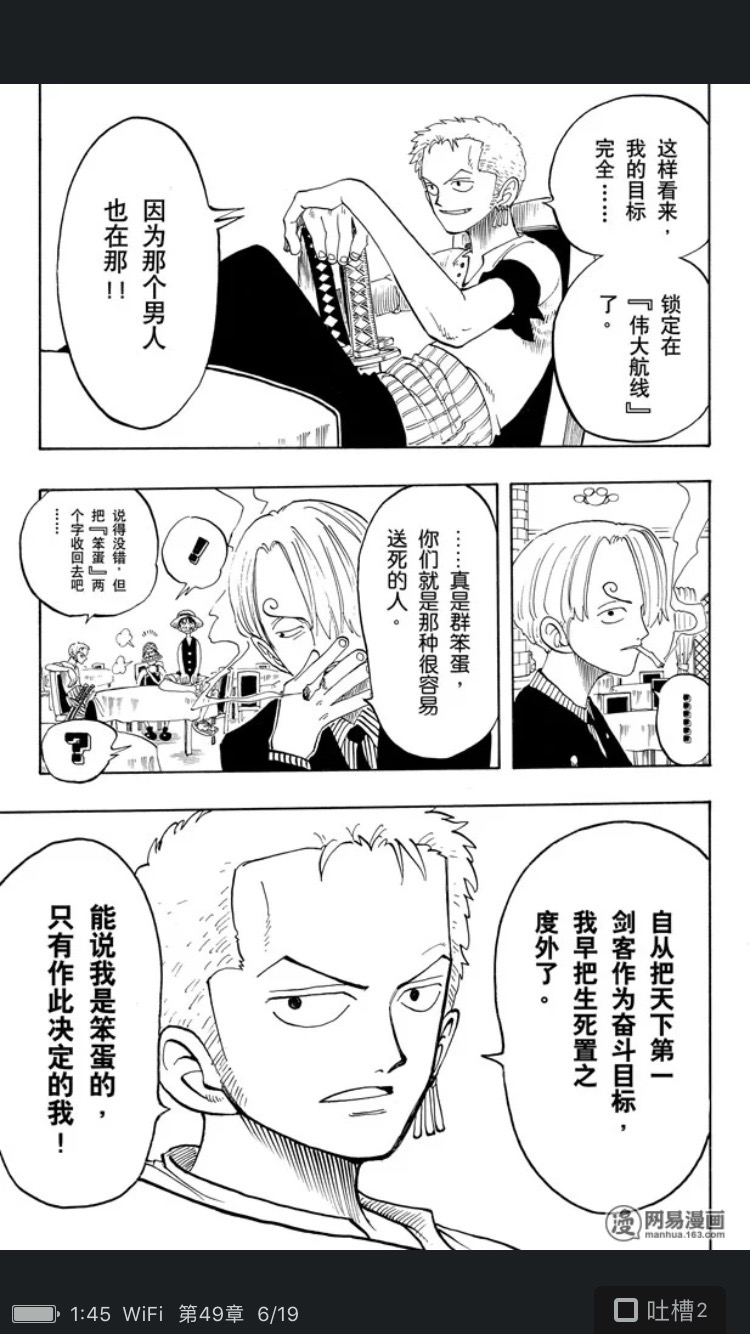 这样看来，
我的目标
完全……
锁定在
『伟大航线』
了。
因为那个男人
也在那！！
……
……真是群笨蛋，
你们就是那种很容易
送死的人。
！
说得没错，但
把『笨蛋』两
个字收回去吧
……
？
自从把天下第一
剑客作为奋斗目标，
我早把生死置之
度外了。
能说我是笨蛋的，
只有作此决定的我！
漫 网易漫画
manhua.163.com
1:45 WiFi 第49章 6/19
吐槽2